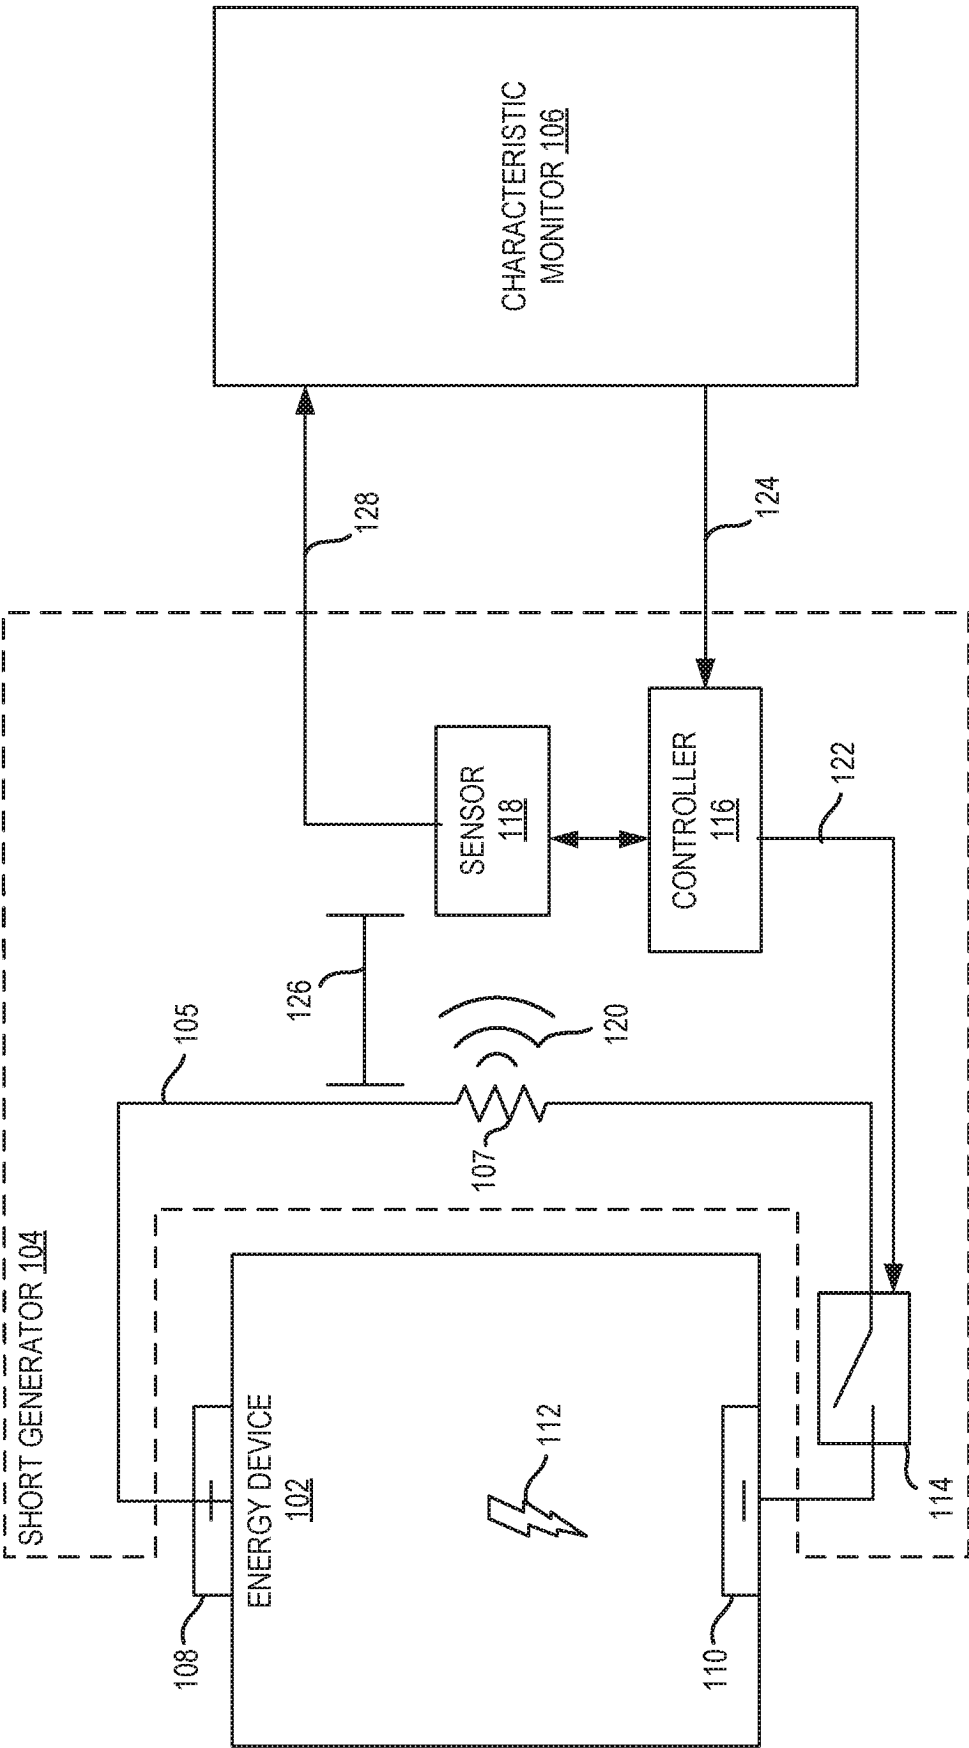 SHORT GENERATOR 104
108
ENERGY DEVICE
102
112
110
114
105
107
126
120
SENSOR
118
CONTROLLER
116
122
128
124
CHARACTERISTIC
MONITOR 106